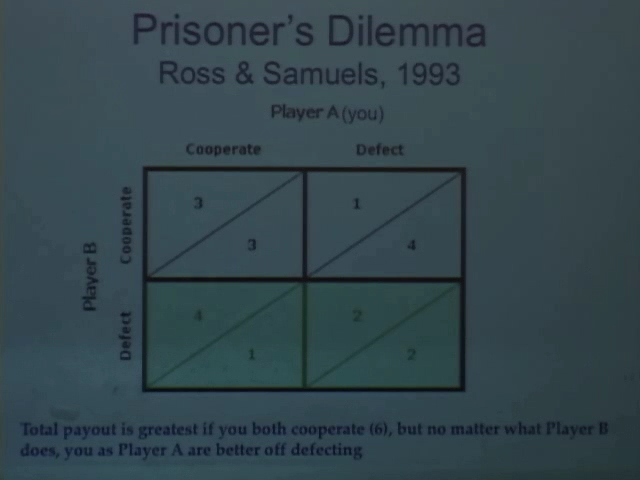 Prisoner's Dilemma
Ross & Samuels, 1993
Player A (you)
Cooperate Defect
Player B
Cooperate
3 1
3 4
Defect
4 2
1 2
Total payout is greatest if you both cooperate (6), but no matter what Player B
does, you as Player A are better off defecting